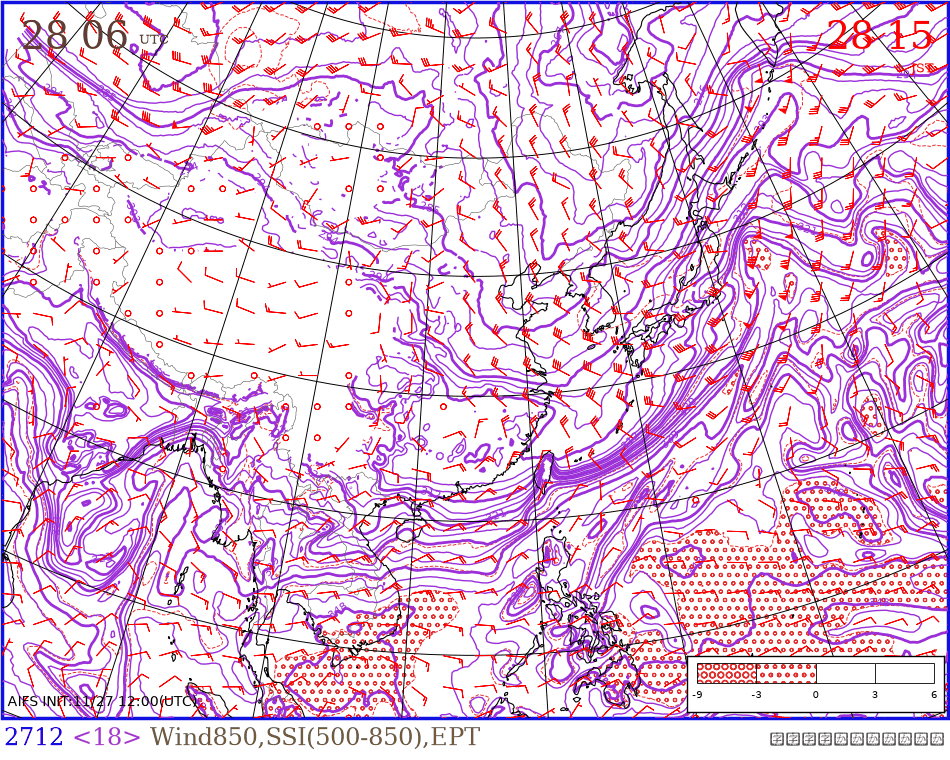 28 06 UTC
28 15 JST
AIFS INIT:11/27 12:00(UTC)
-9 -3 0 3 6
2712 <18> Wind850,SSI(500-850),EPT